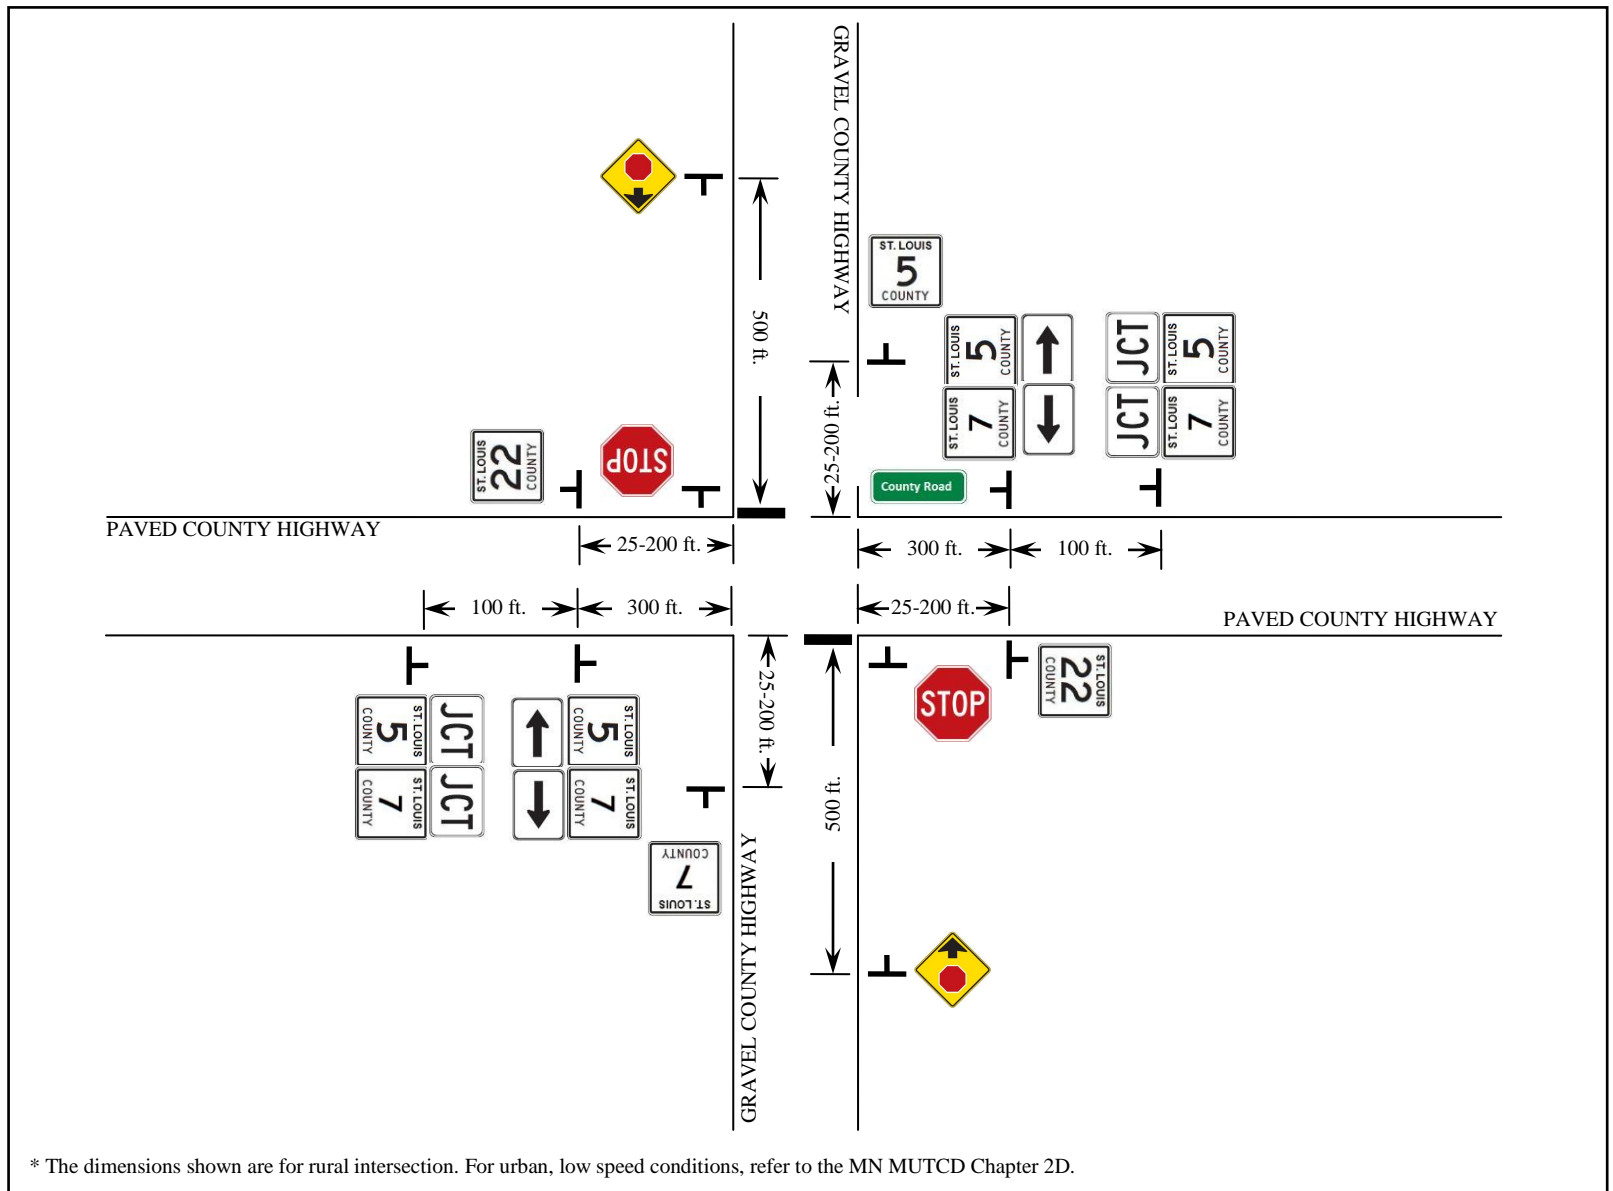 GRAVEL COUNTY HIGHWAY
ST. LOUIS
5
COUNTY
500 ft.
25-200 ft.
ST. LOUIS
5
COUNTY
ST. LOUIS
7
COUNTY
JCT
ST. LOUIS
5
COUNTY
JCT
ST. LOUIS
7
COUNTY
ST. LOUIS
22
COUNTY
STOP
County Road
PAVED COUNTY HIGHWAY
25-200 ft.
300 ft.
100 ft.
100 ft.
300 ft.
25-200 ft.
PAVED COUNTY HIGHWAY
ST. LOUIS
5
COUNTY
JCT
ST. LOUIS
7
COUNTY
JCT
ST. LOUIS
5
COUNTY
ST. LOUIS
7
COUNTY
25-200 ft.
STOP
ST. LOUIS
22
COUNTY
500 ft.
ST. LOUIS
7
COUNTY
GRAVEL COUNTY HIGHWAY
* The dimensions shown are for rural intersection. For urban, low speed conditions, refer to the MN MUTCD Chapter 2D.